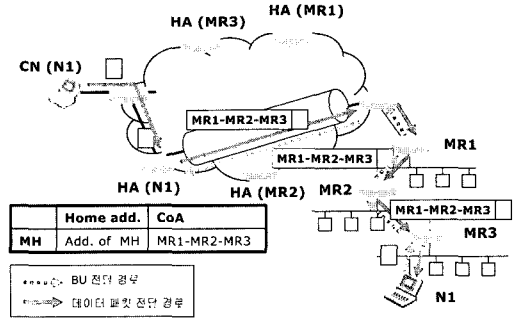 HA (MR1)
HA (MR3)
CN (N1)
MR1-MR2-MR3
MR1-MR2-MR3
MR1
HA (N1)
HA (MR2)
MR2
MR1-MR2-MR3
MR3
Home add. CoA
MH Add. of MH MR1-MR2-MR3
BU 전달 경로
데이터 패킷 전달 경로
N1